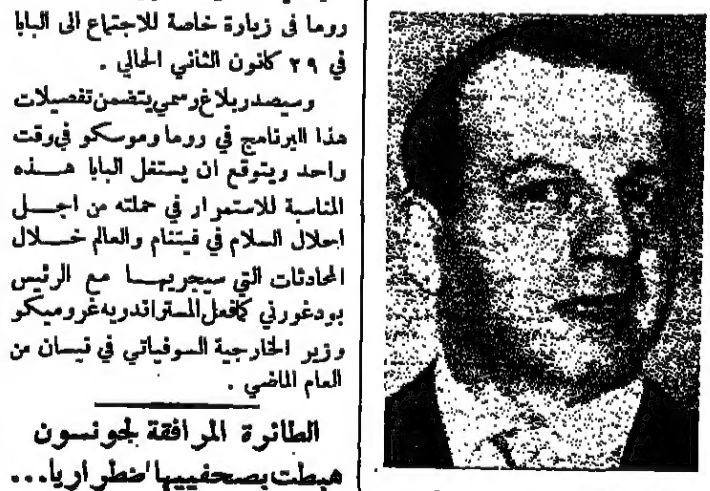 روما في زيارة خاصة للاجتماع الى البابا
في ٢٩ كانون الثاني الحالي .
وسيصدر بلاغ رسمي يتضمن تفصيلات
هذا البرنامج في روما وموسكو في وقت
واحد ويتوقع ان يستغل البابا هذه
المناسبة للاستمرار في حملته من اجل
احلال السلام في فيتنام والعالم خلال
المحادثات التي سيجريها مع الرئيس
بودغورني كما فعل المستر اندريه غروميكو
وزير الخارجية السوفياتي في نيسان من
العام الماضي .
الطائرة المرافقة لجونسون
هبطت بصحفييها اضطراريا...